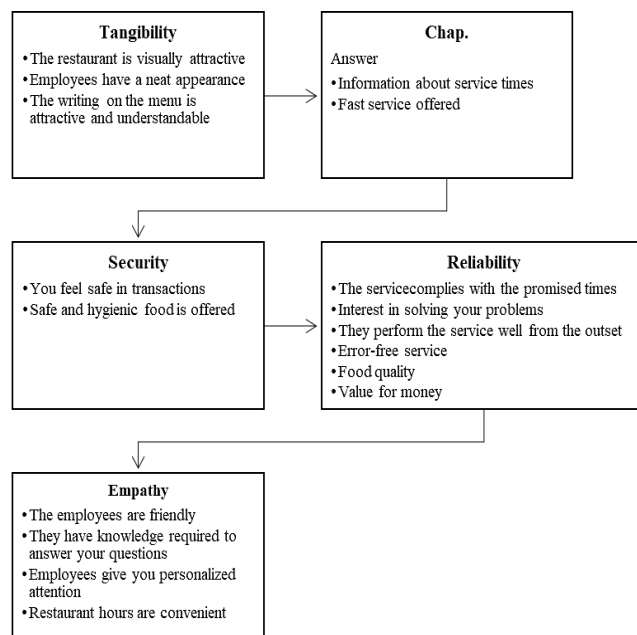 Tangibility
•The restaurant is visually attractive
•Employees have a neat appearance
•The writing on the menu is
attractive and understandable
Chap.
Answer
•Information about service times
•Fast service offered
Security
•You feel safe in transactions
•Safe and hygienic food is offered
Reliability
•The servicecomplies with the promised times
•Interest in solving your problems
•They perform the service well from the outset
•Error-free service
•Food quality
•Value for money
Empathy
•The employees are friendly
•They have knowledge required to
answer your questions
•Employees give you personalized
attention
•Restaurant hours are convenient